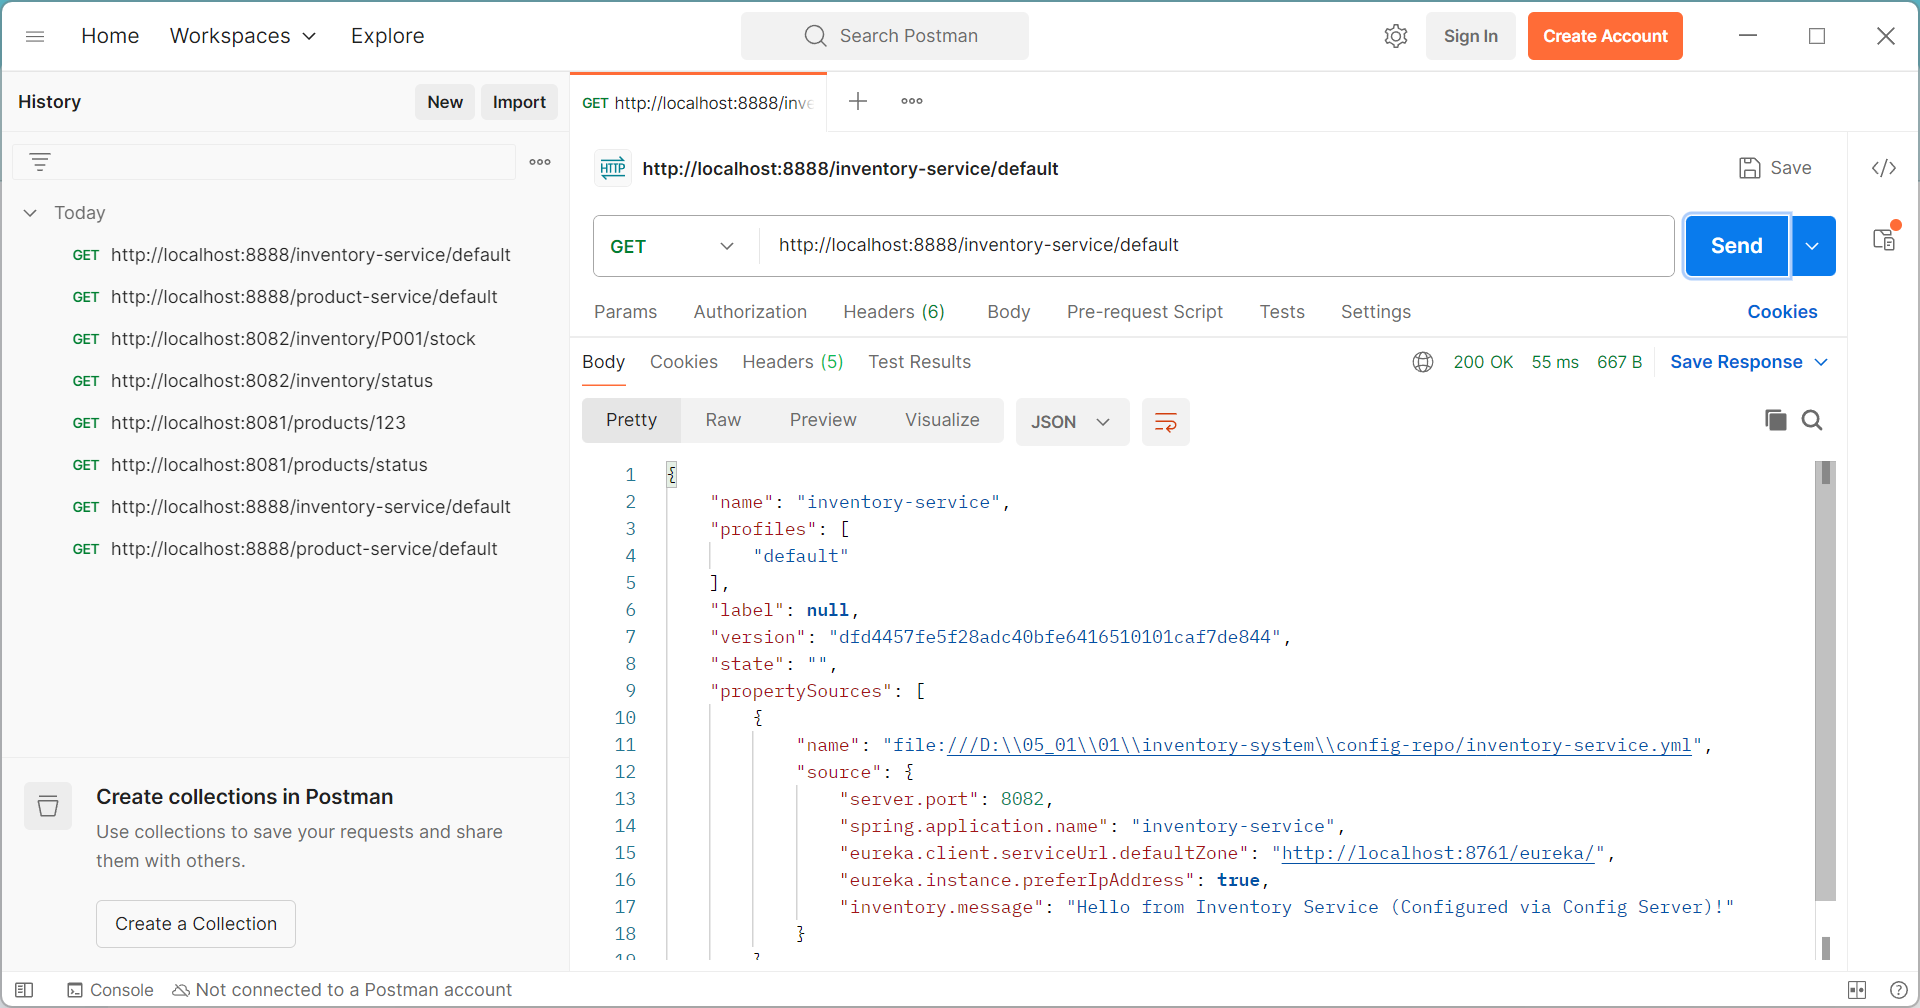 Home Workspaces Explore Search Postman Sign In Create Account
History New Import
Today
GET http://localhost:8888/inventory-service/default
GET http://localhost:8888/product-service/default
GET http://localhost:8082/inventory/P001/stock
GET http://localhost:8082/inventory/status
GET http://localhost:8081/products/123
GET http://localhost:8081/products/status
GET http://localhost:8888/inventory-service/default
GET http://localhost:8888/product-service/default
Create collections in Postman
Use collections to save your requests and share
them with others.
Create a Collection
GET http://localhost:8888/inve
HTTP http://localhost:8888/inventory-service/default Save </>
GET http://localhost:8888/inventory-service/default Send
Params Authorization Headers (6) Body Pre-request Script Tests Settings Cookies
Body Cookies Headers (5) Test Results 200 OK 55 ms 667 B Save Response
Pretty Raw Preview Visualize JSON
1 {
2 "name": "inventory-service",
3 "profiles": [
4 "default"
5 ],
6 "label": null,
7 "version": "dfd4457fe5f28adc40bfe6416510101caf7de844",
8 "state": "",
9 "propertySources": [
10 {
11 "name": "file:///D:\\05_01\\01\\inventory-system\\config-repo/inventory-service.yml",
12 "source": {
13 "server.port": 8082,
14 "spring.application.name": "inventory-service",
15 "eureka.client.serviceUrl.defaultZone": "http://localhost:8761/eureka/",
16 "eureka.instance.preferIpAddress": true,
17 "inventory.message": "Hello from Inventory Service (Configured via Config Server)!"
18 }
19 }
Console Not connected to a Postman account